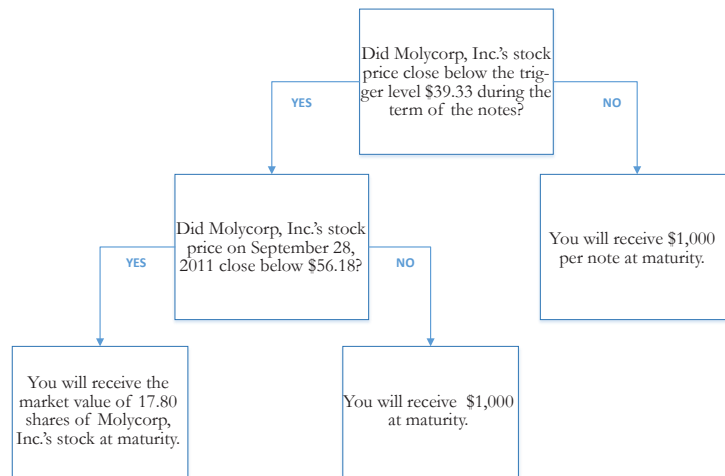 Did Molycorp, Inc.'s stock
price close below the trig-
ger level $39.33 during the
term of the notes?
YES
NO
Did Molycorp, Inc.'s stock
price on September 28,
2011 close below $56.18?
You will receive $1,000
per note at maturity.
YES
NO
You will receive the
market value of 17.80
shares of Molycorp,
Inc.'s stock at maturity.
You will receive $1,000
at maturity.